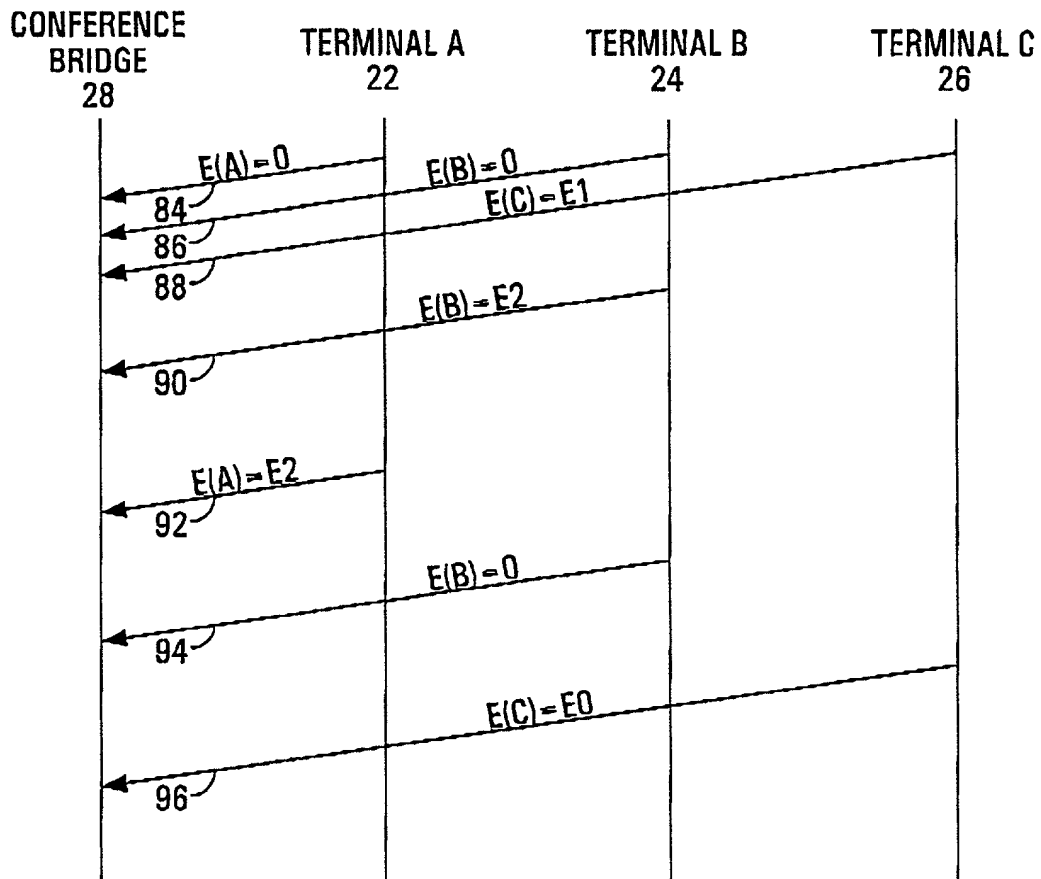 CONFERENCE
BRIDGE
28
TERMINAL A
22
TERMINAL B
24
TERMINAL C
26
E(A)=0
84
E(B)=0
86
E(C)=E1
88
E(B)=E2
90
E(A)=E2
92
E(B)=0
94
E(C)=E0
96